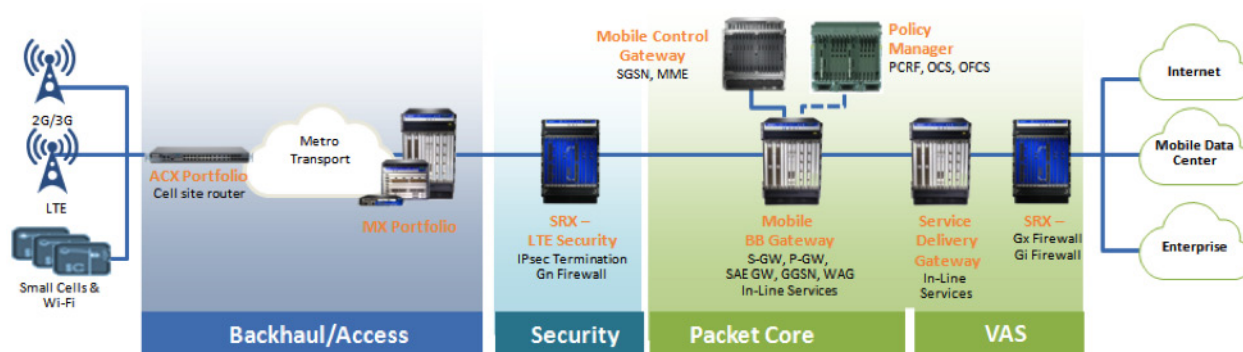 2G/3G
LTE
Small Cells &
Wi-Fi
ACX Portfolio
Cell site router
Metro
Transport
MX Portfolio
SRX –
LTE Security
IPsec Termination
Gn Firewall
Mobile Control
Gateway
SGSN, MME
Policy
Manager
PCRF, OCS, OFCS
Mobile
BB Gateway
S-GW, P-GW,
SAE GW, GGSN, WAG
In-Line Services
Service
Delivery
Gateway
In-Line
Services
SRX –
Gx Firewall
Gi Firewall
Internet
Mobile Data
Center
Enterprise
Backhaul/Access
Security
Packet Core
VAS